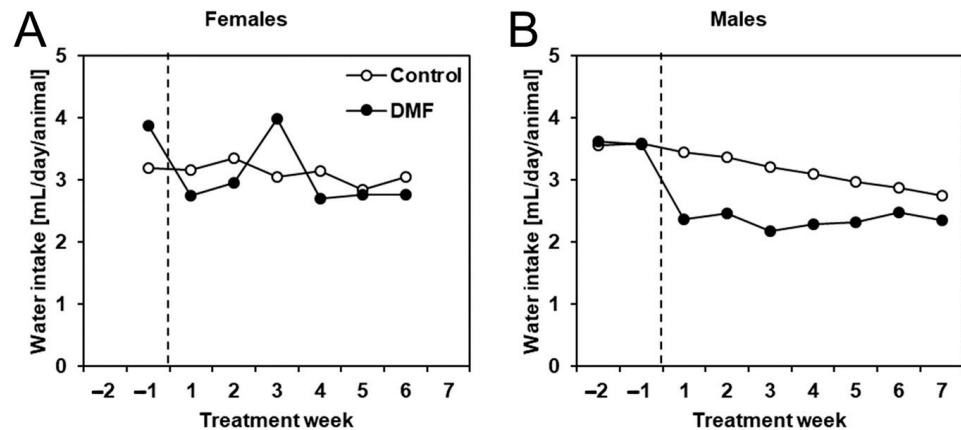 A
Females
Water intake [mL/day/animal]
5
4
3
2
1
0
Control
DMF
–2 –1 1 2 3 4 5 6 7
Treatment week
B
Males
Water intake [mL/day/animal]
5
4
3
2
1
0
–2 –1 1 2 3 4 5 6 7
Treatment week